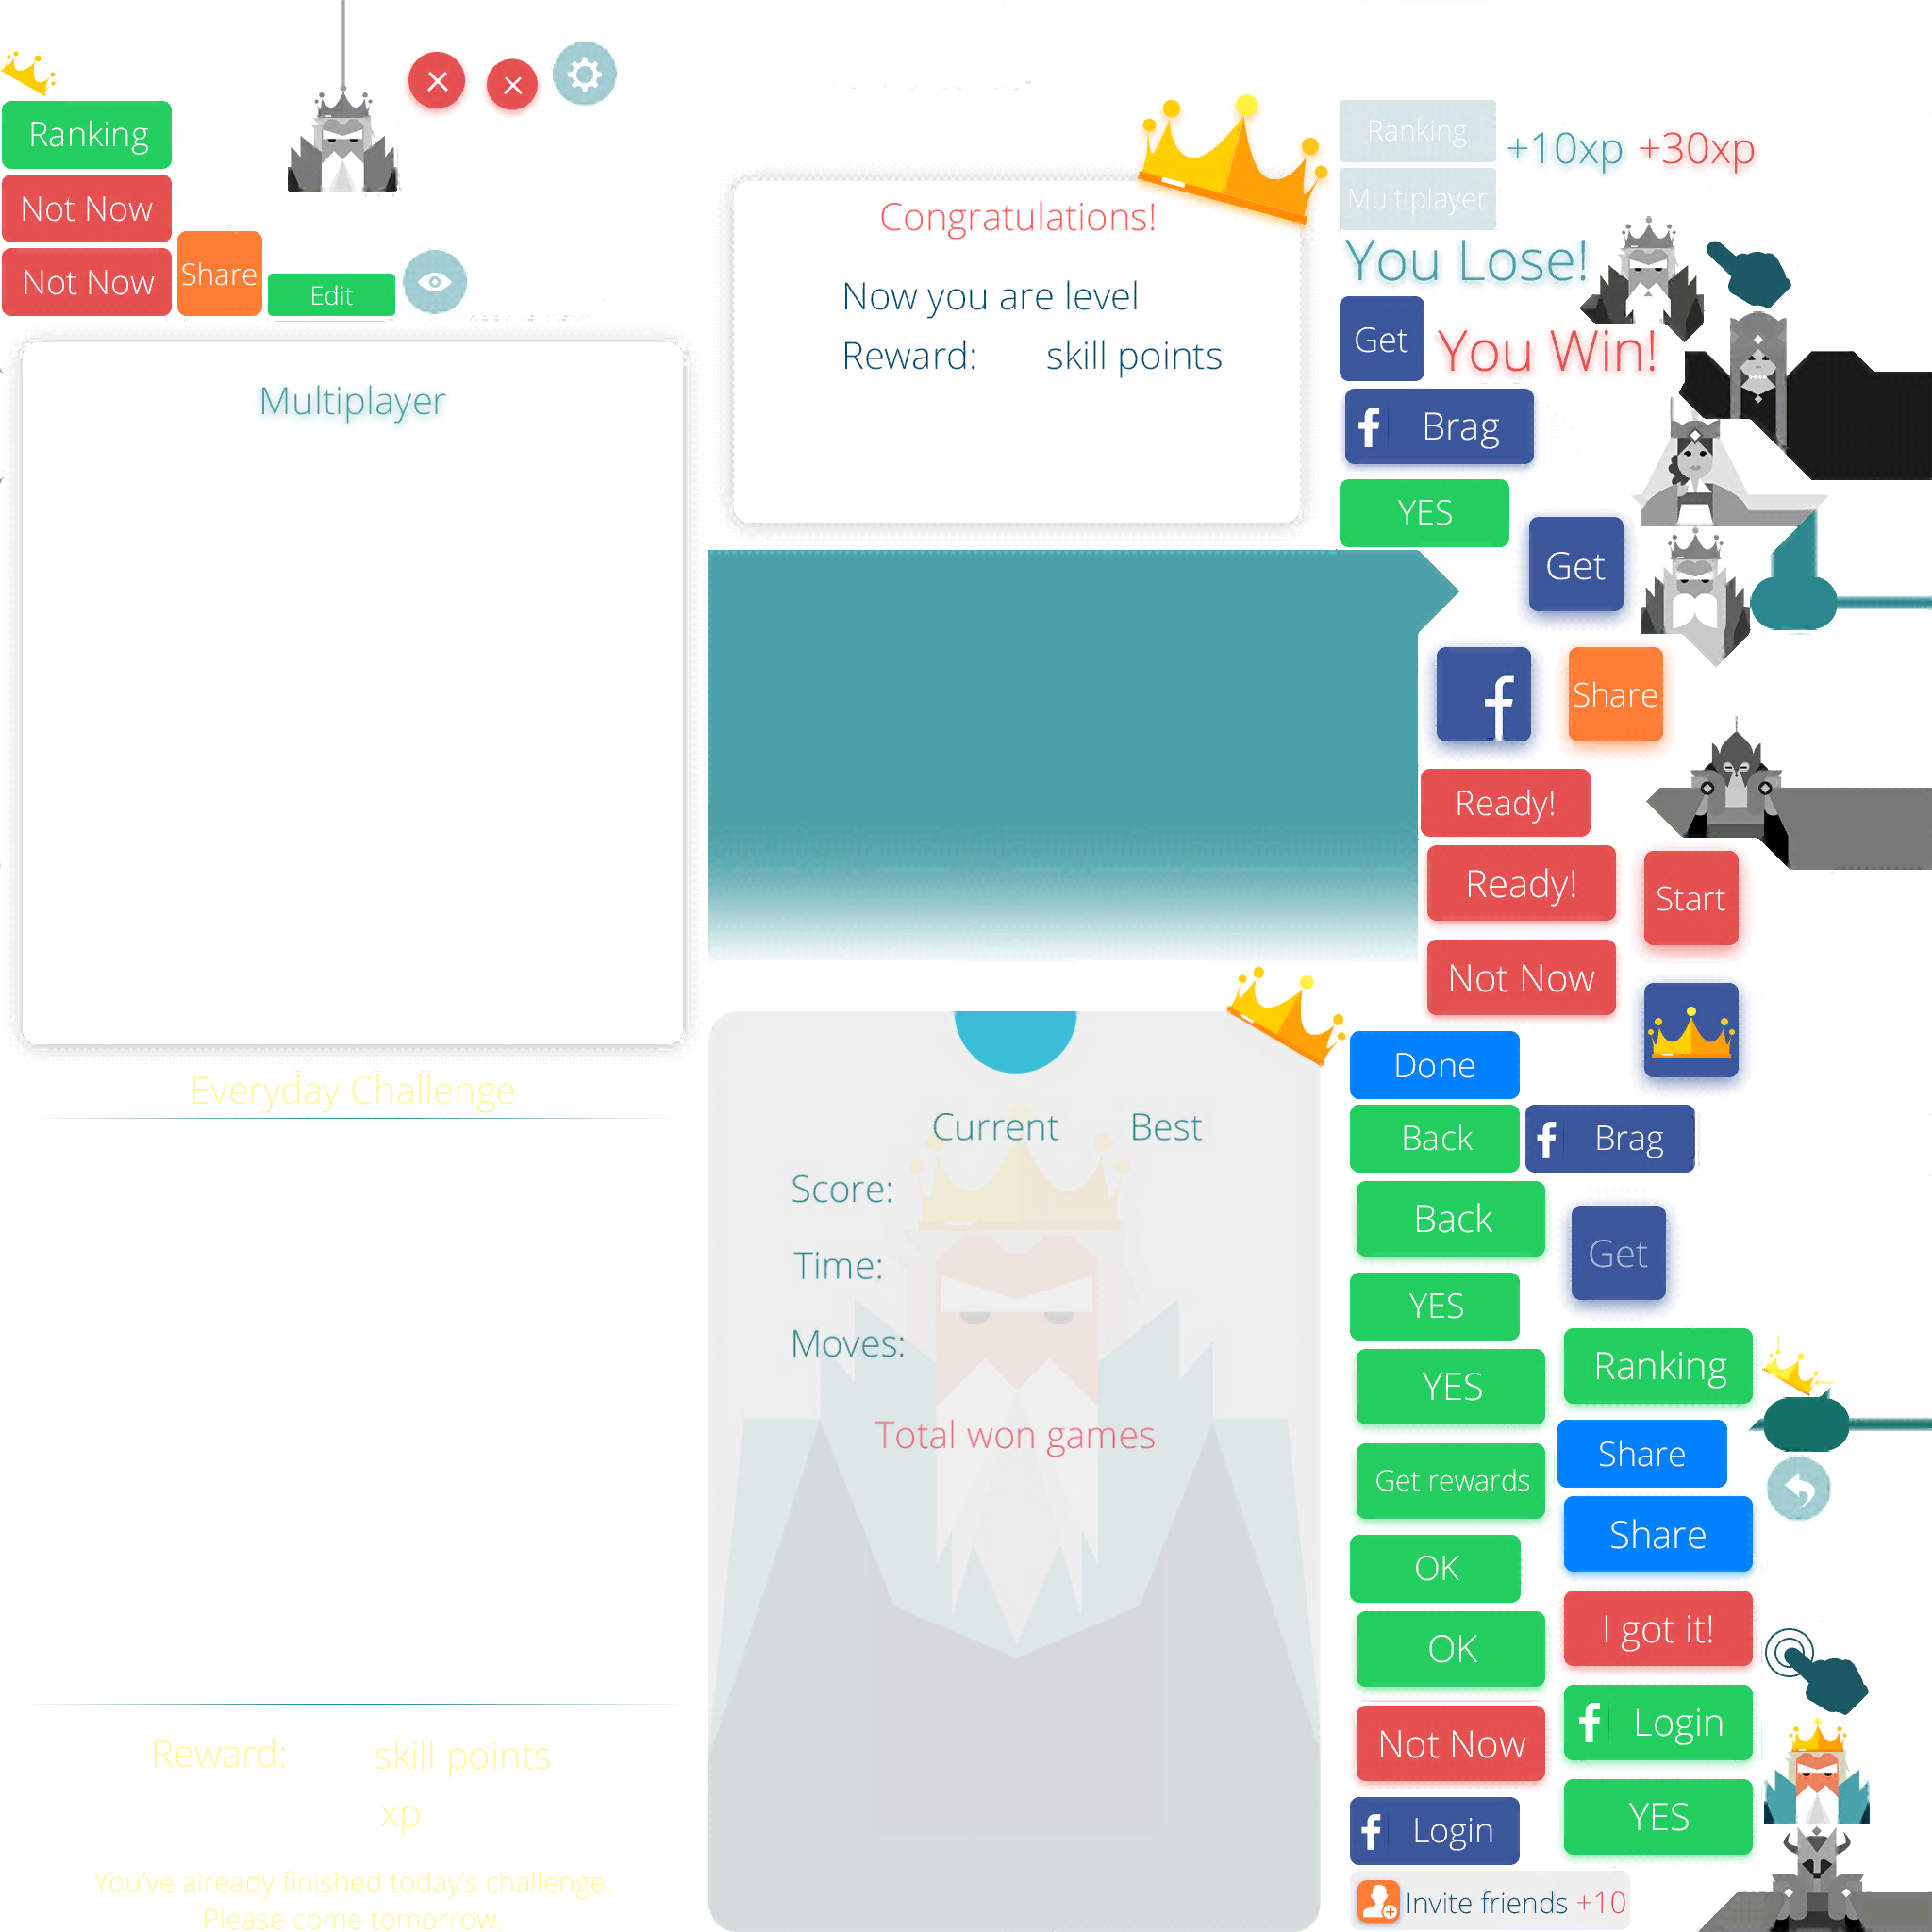 Ranking
Not Now
Not Now
Share
Edit
Multiplayer
Everyday Challenge
Reward: skill points
xp
You've already finished today's challenge.
Please come tomorrow.
Congratulations!
Now you are level
Reward: skill points
Current Best
Score:
Time:
Moves:
Total won games
Ranking
+10xp +30xp
Multiplayer
You Lose!
Get
You Win!
f Brag
YES
Get
f
Share
Ready!
Ready!
Start
Not Now
Done
Back
f Brag
Back
Get
YES
Ranking
YES
Share
Get rewards
Share
OK
I got it!
OK
f Login
Not Now
YES
f Login
Invite friends +10